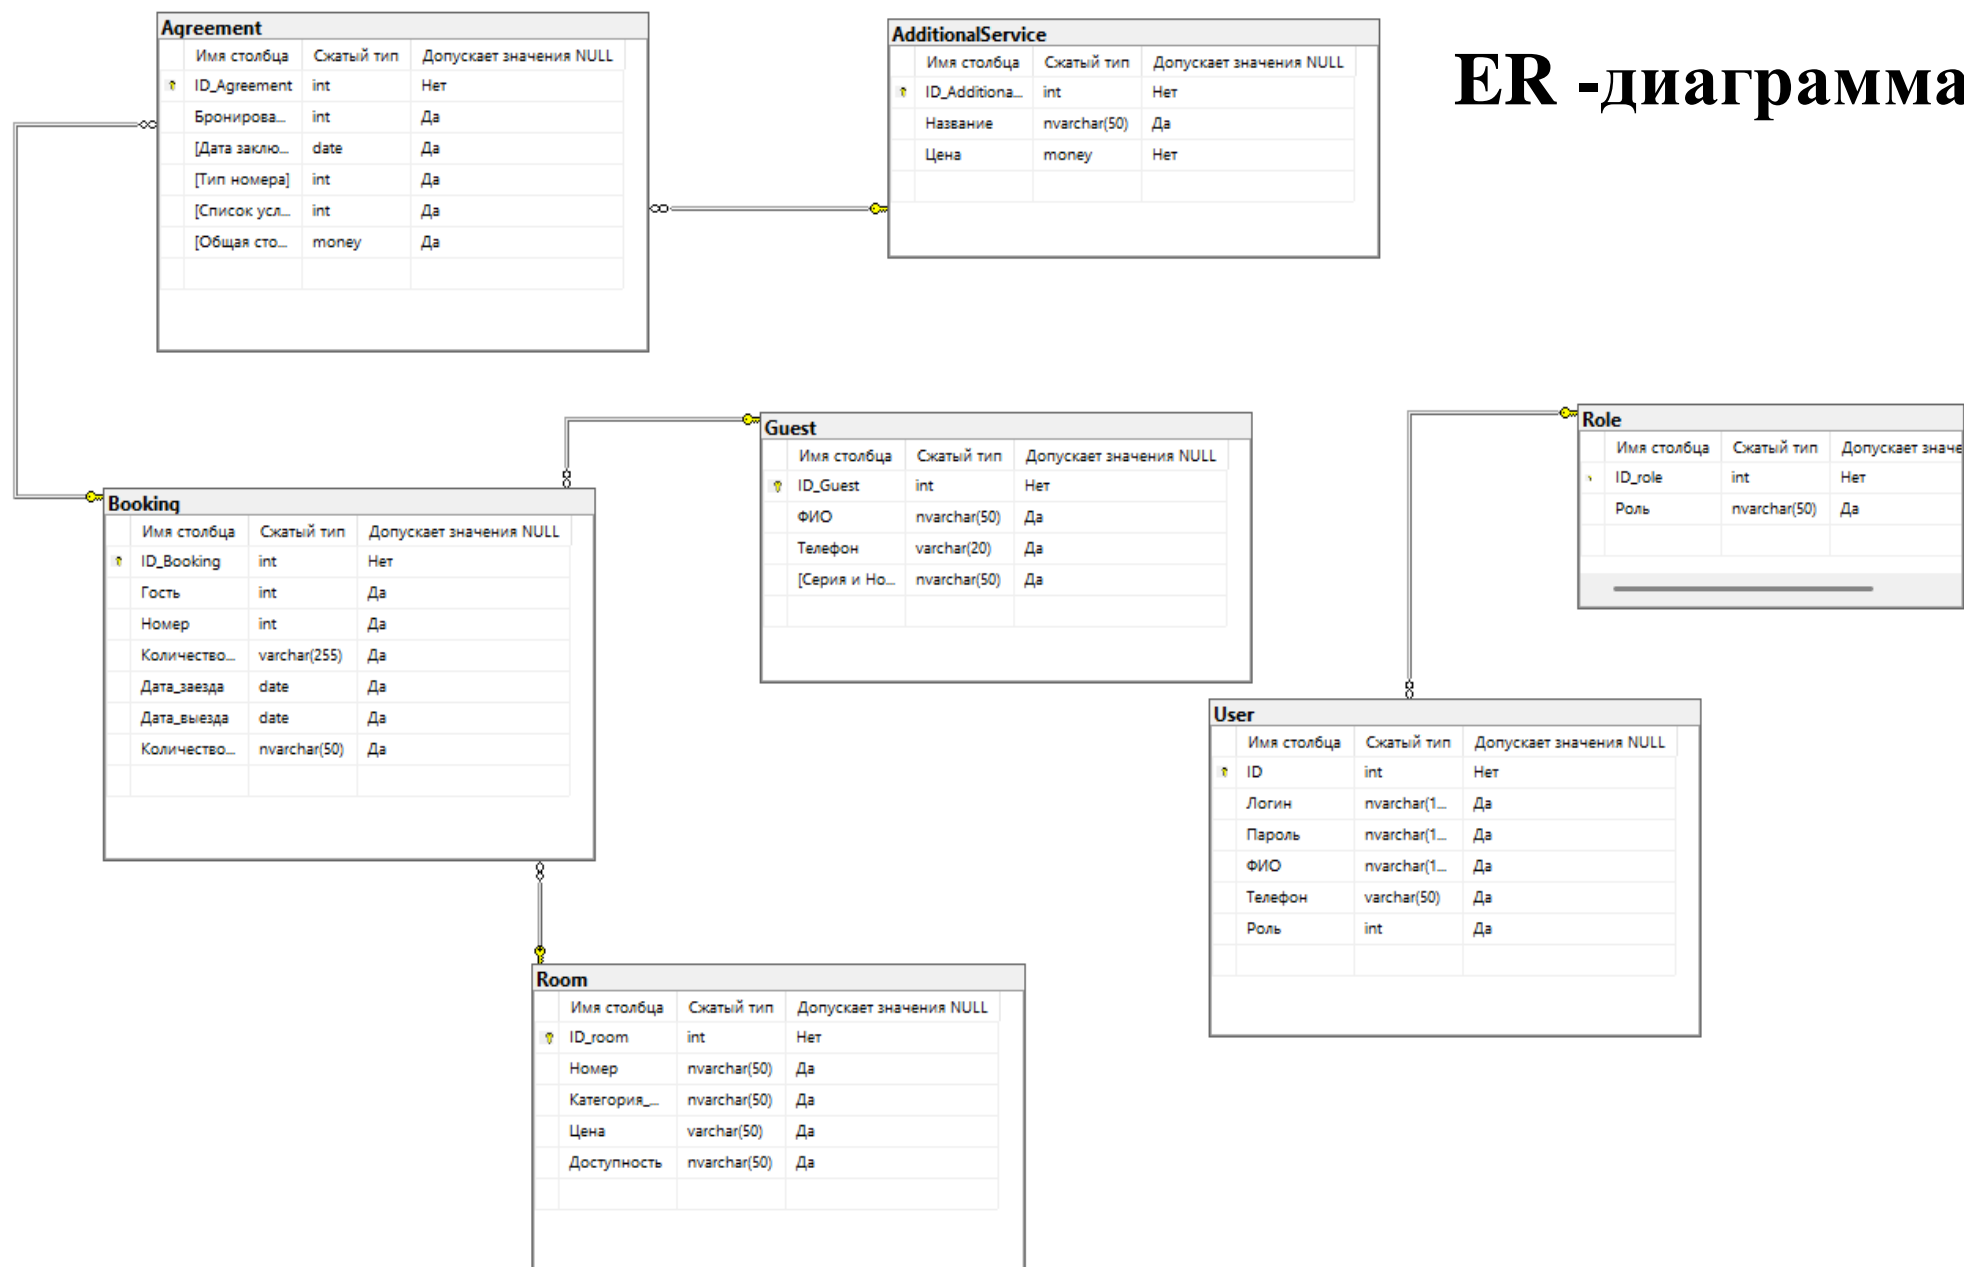 ER -диаграмма
Agreement
Имя столбца Сжатый тип Допускает значения NULL
ID_Agreement int Нет
Бронирова... int Да
[Дата заклю... date Да
[Тип номера] int Да
[Список усл... int Да
[Общая сто... money Да
AdditionalService
Имя столбца Сжатый тип Допускает значения NULL
ID_Additiona... int Нет
Название nvarchar(50) Да
Цена money Нет
Guest
Имя столбца Сжатый тип Допускает значения NULL
ID_Guest int Нет
ФИО nvarchar(50) Да
Телефон varchar(20) Да
[Серия и Но... nvarchar(50) Да
Role
Имя столбца Сжатый тип Допускает значе
ID_role int Нет
Роль nvarchar(50) Да
Booking
Имя столбца Сжатый тип Допускает значения NULL
ID_Booking int Нет
Гость int Да
Номер int Да
Количество... varchar(255) Да
Дата_заезда date Да
Дата_выезда date Да
Количество... nvarchar(50) Да
User
Имя столбца Сжатый тип Допускает значения NULL
ID int Нет
Логин nvarchar(1... Да
Пароль nvarchar(1... Да
ФИО nvarchar(1... Да
Телефон varchar(50) Да
Роль int Да
Room
Имя столбца Сжатый тип Допускает значения NULL
ID_room int Нет
Номер nvarchar(50) Да
Категория_... nvarchar(50) Да
Цена varchar(50) Да
Доступность nvarchar(50) Да